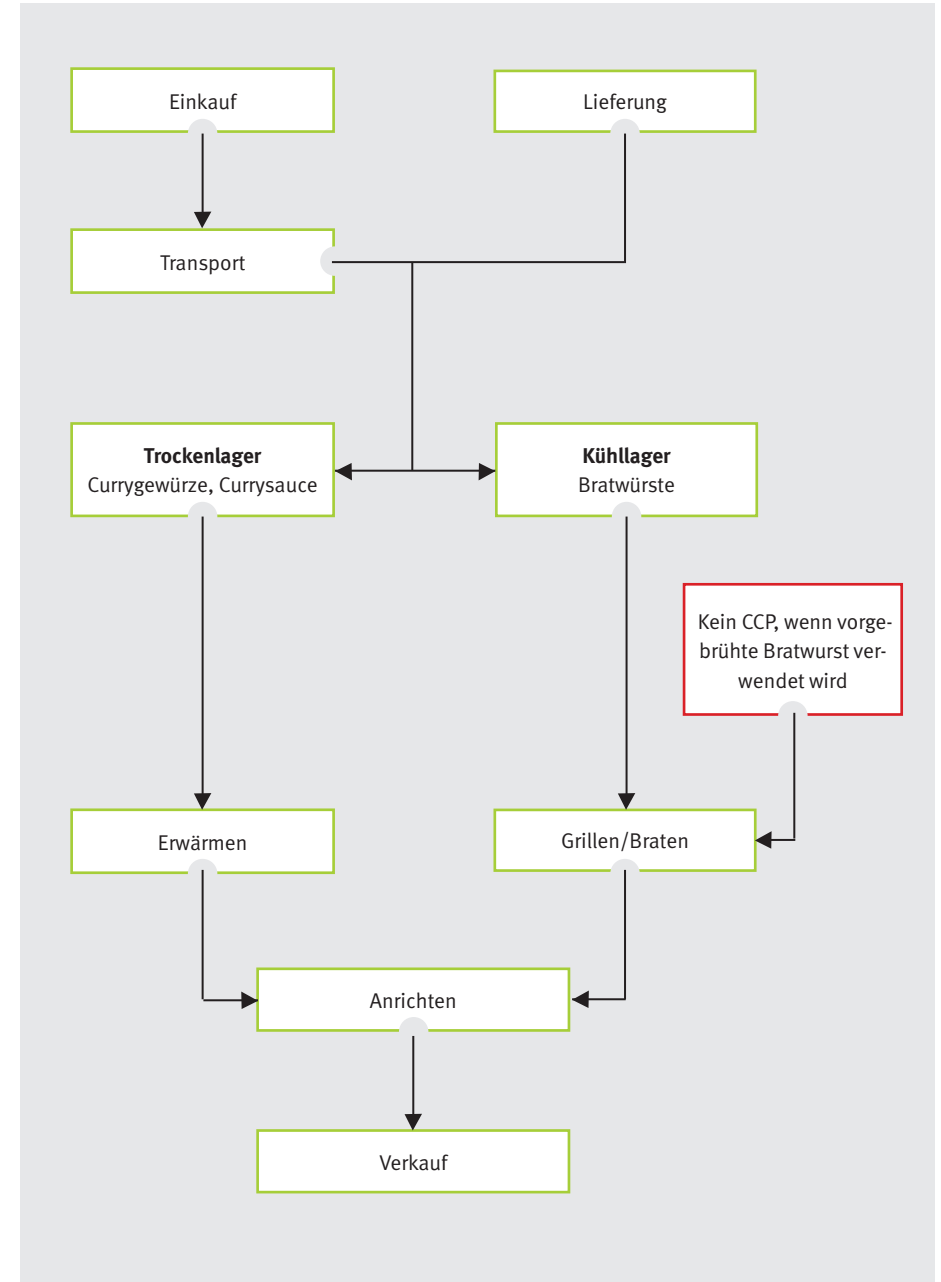 Einkauf
Lieferung
Transport
Trockenlager
Currygewürze, Currysauce
Kühllager
Bratwürste
Kein CCP, wenn vorge-
brühte Bratwurst ver-
wendet wird
Erwärmen
Grillen/Braten
Anrichten
Verkauf